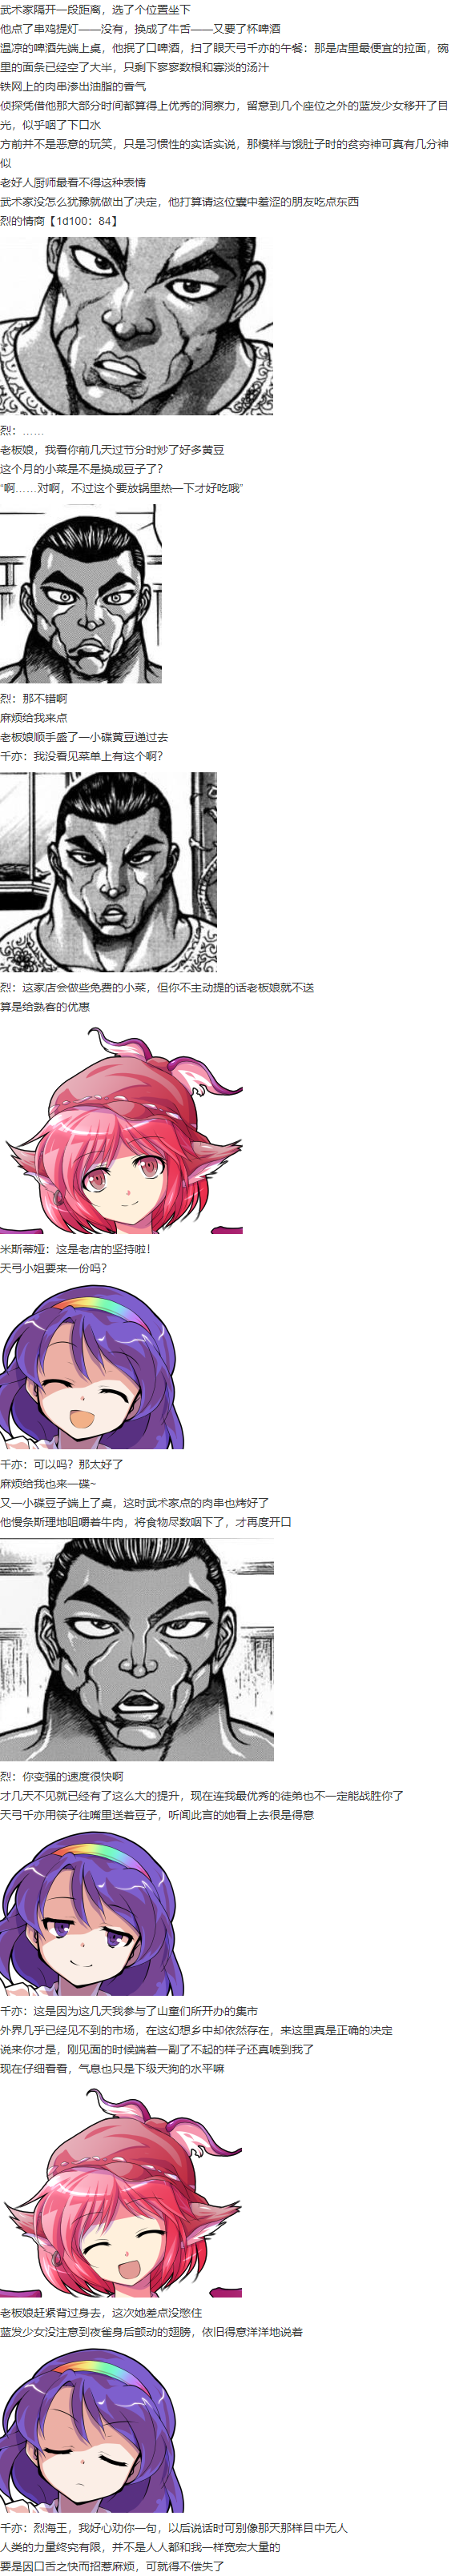 武术家隔开一段距离，选了个位置坐下
他点了串鸡提灯——没有，换成了牛舌——又要了杯啤酒
温凉的啤酒先端上桌，他抿了口啤酒，扫了眼天弓千亦的午餐：那是店里最便宜的拉面，碗
里的面条已经空了大半，只剩下寥寥数根和寡淡的汤汁
铁网上的肉串渗出油脂的香气
侦探凭借他那大部分时间都算得上优秀的洞察力，留意到几个座位之外的蓝发少女移开了目
光，似乎咽了下口水
方前并不是恶意的玩笑，只是习惯性的实话实说，那模样与饿肚子时的贫穷神可真有几分神
似
老好人厨师最看不得这种表情
武术家没怎么犹豫就做出了决定，他打算请这位囊中羞涩的朋友吃点东西
烈的情商【1d100：84】
烈：……
老板娘，我看你前几天过节分时炒了好多黄豆
这个月的小菜是不是换成豆子了？
“啊……对啊，不过这个要放锅里热一下才好吃哦”
烈：那不错啊
麻烦给我来点
老板娘顺手盛了一小碟黄豆递过去
千亦：我没看见菜单上有这个啊？
烈：这家店会做些免费的小菜，但你不主动提的话老板娘就不送
算是给熟客的优惠
米斯蒂娅：这是老店的坚持啦！
天弓小姐要来一份吗？
千亦：可以吗？那太好了
麻烦给我也来一碟~
又一小碟豆子端上了桌，这时武术家点的肉串也烤好了
他慢条斯理地咀嚼着牛肉，将食物尽数咽下了，才再度开口
烈：你变强的速度很快啊
才几天不见就已经有了这么大的提升，现在连我最优秀的徒弟也不一定能战胜你了
天弓千亦用筷子往嘴里送着豆子，听闻此言的她看上去很是得意
千亦：这是因为这几天我参与了山童们所开办的集市
外界几乎已经见不到的市场，在这幻想乡中却依然存在，来这里真是正确的决定
说来你才是，刚见面的时候端着一副了不起的样子还真唬到我了
现在仔细看看，气息也只是下级天狗的水平嘛
老板娘赶紧背过身去，这次她差点没憋住
蓝发少女没注意到夜雀身后颤动的翅膀，依旧得意洋洋地说着
千亦：烈海王，我好心劝你一句，以后说话时可别像那天那样目中无人
人类的力量终究有限，并不是人人都和我一样宽宏大量的
要是因口舌之快而招惹麻烦，可就得不偿失了